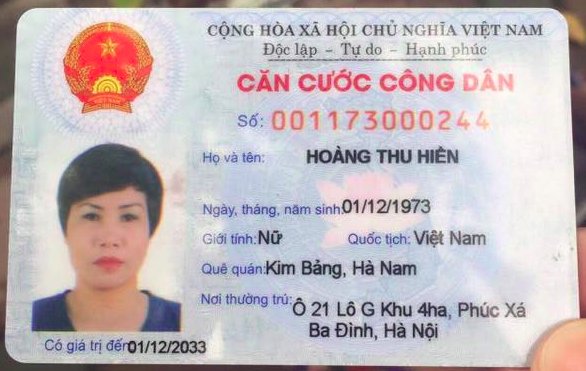 CỘNG HÒA XÃ HỘI CHỦ NGHĨA VIỆT NAM
Độc lập – Tự do – Hạnh phúc
CĂN CƯỚC CÔNG DÂN
Số: 001173000244
Họ và tên: HOÀNG THU HIỀN
Ngày, tháng, năm sinh: 01/12/1973
Giới tính: Nữ Quốc tịch: Việt Nam
Quê quán: Kim Bảng, Hà Nam
Nơi thường trú: Ô 21 Lô G Khu 4ha, Phúc Xá
Ba Đình, Hà Nội
Có giá trị đến 01/12/2033